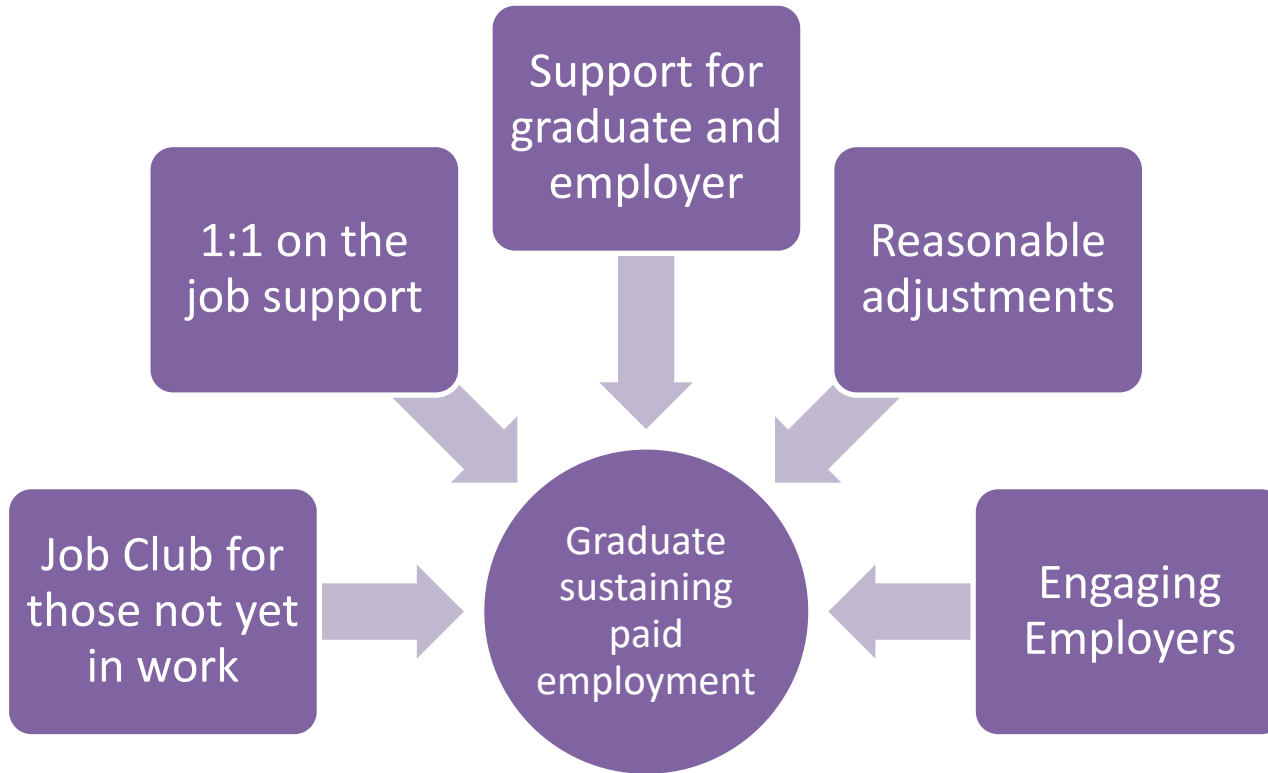 Support for
graduate and
employer
1:1 on the
job support
Reasonable
adjustments
Job Club for
those not yet
in work
Graduate
sustaining
paid
employment
Engaging
Employers